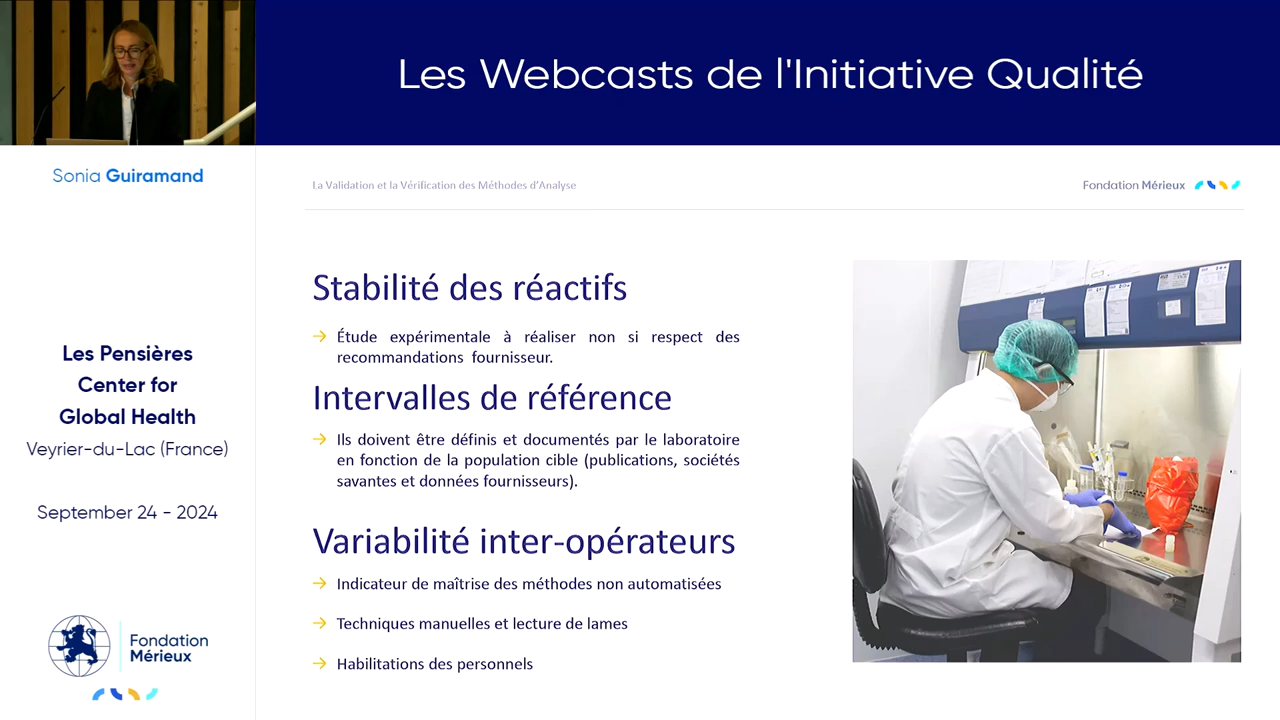 Les Webcasts de l'Initiative Qualité
Sonia Guiramand
Les Pensières
Center for
Global Health
Veyrier-du-Lac (France)
September 24 - 2024
Fondation
Mérieux
La Validation et la Vérification des Méthodes d'Analyse
Fondation Mérieux
Stabilité des réactifs
Étude expérimentale à réaliser non si respect des
recommandations fournisseur.
Intervalles de référence
Ils doivent être définis et documentés par le laboratoire
en fonction de la population cible (publications, sociétés
savantes et données fournisseurs).
Variabilité inter-opérateurs
Indicateur de maîtrise des méthodes non automatisées
Techniques manuelles et lecture de lames
Habilitations des personnels